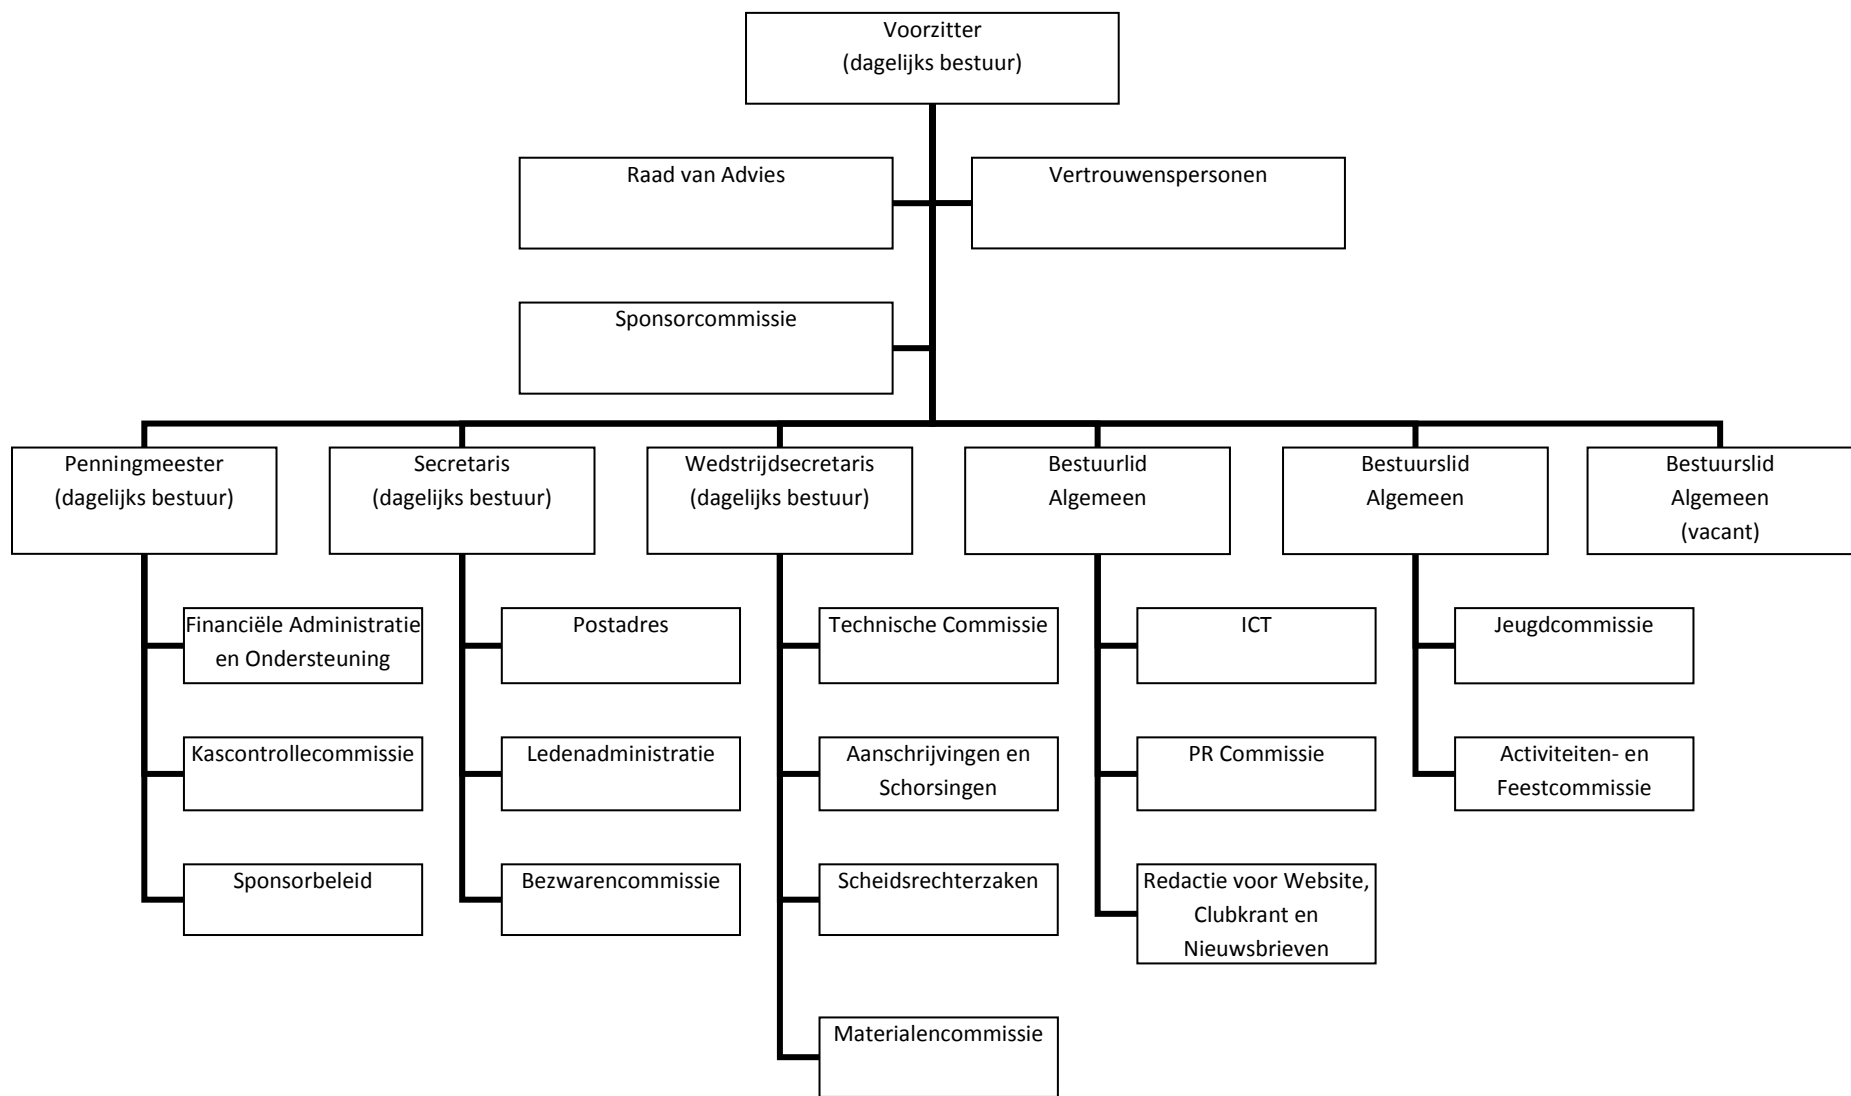 Voorzitter
(dagelijks bestuur)
Raad van Advies
Vertrouwenspersonen
Sponsorcommissie
Penningmeester
(dagelijks bestuur)
Secretaris
(dagelijks bestuur)
Wedstrijdsecretaris
(dagelijks bestuur)
Bestuurlid
Algemeen
Bestuurslid
Algemeen
Bestuurslid
Algemeen
(vacant)
Financiële Administratie
en Ondersteuning
Postadres
Technische Commissie
ICT
Jeugdcommissie
Kascontrollecommissie
Ledenadministratie
Aanschrijvingen en
Schorsingen
PR Commissie
Activiteiten- en
Feestcommissie
Sponsorbeleid
Bezwarencommissie
Scheidsrechterzaken
Redactie voor Website,
Clubkrant en
Nieuwsbrieven
Materialencommissie